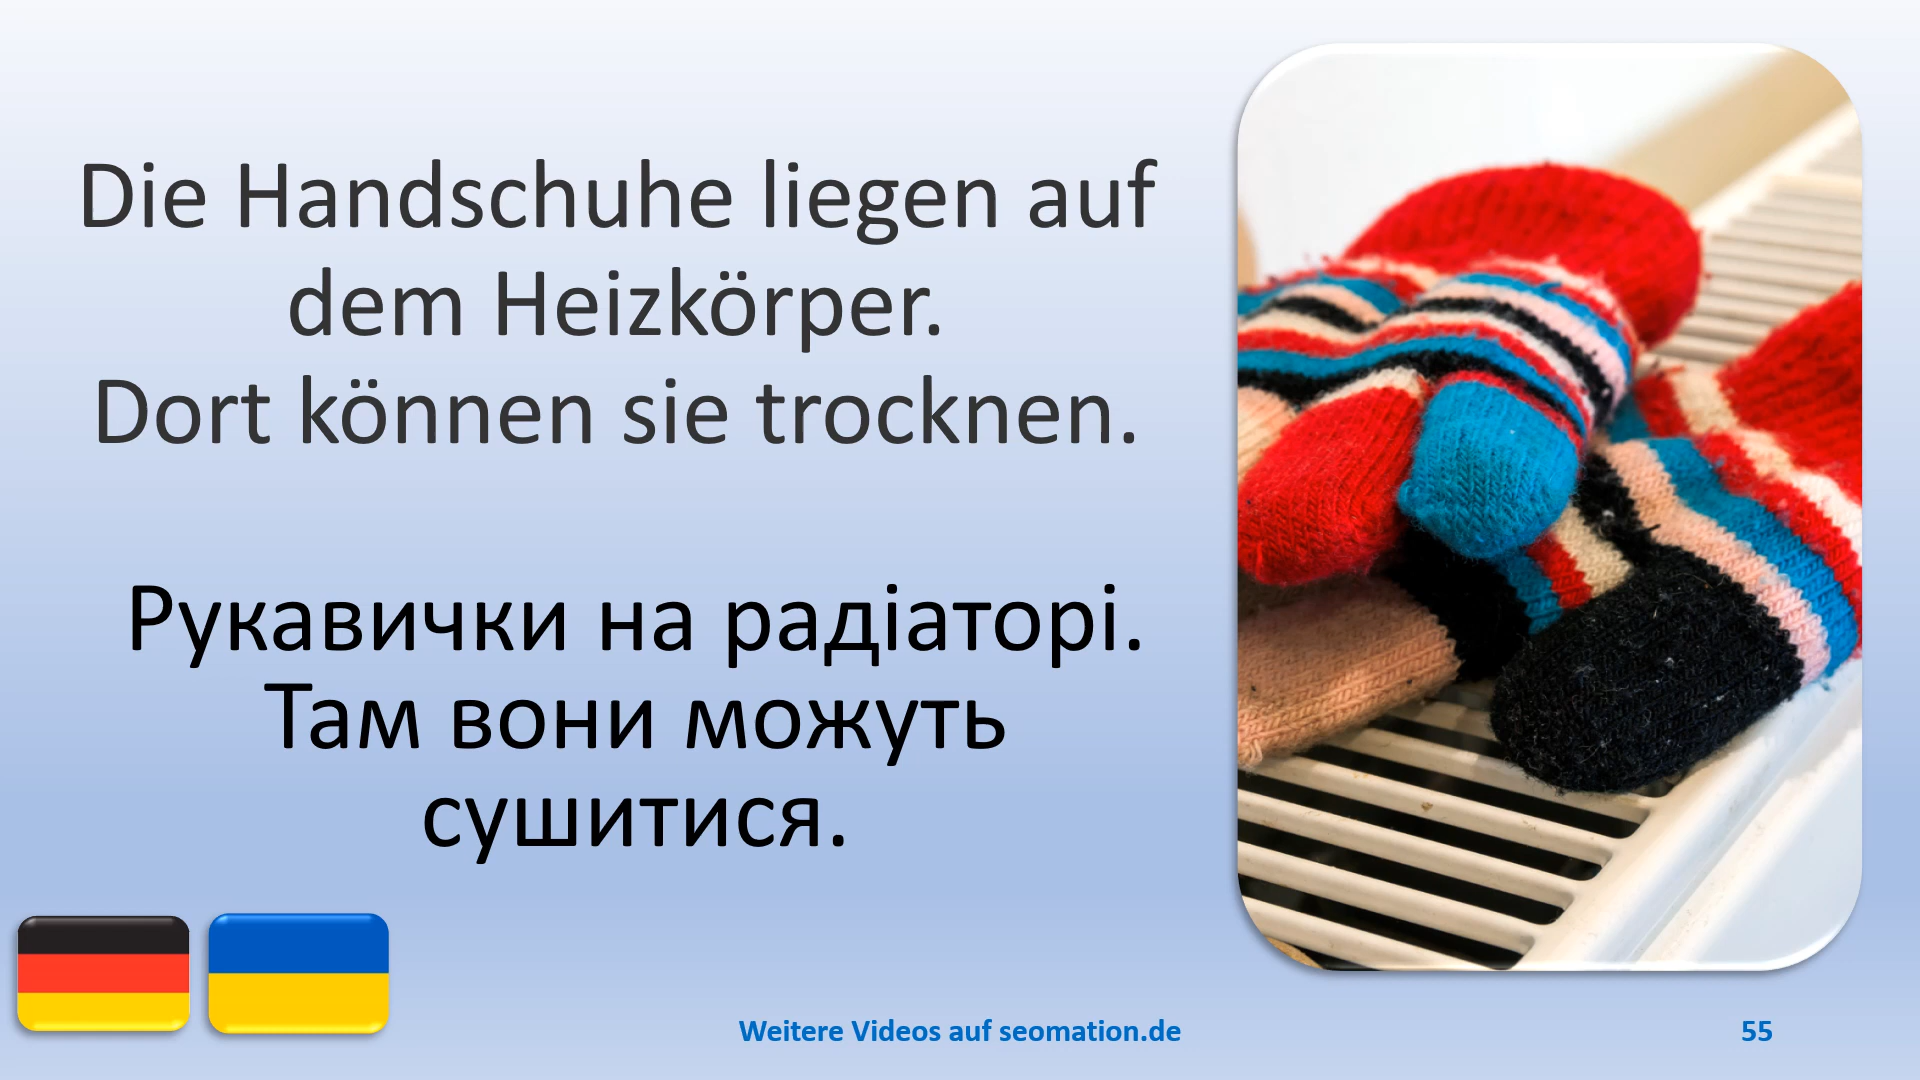 Die Handschuhe liegen auf
dem Heizkörper.
Dort können sie trocknen.
Рукавички на радіаторі.
Там вони можуть
сушитися.
Weitere Videos auf seomation.de
55